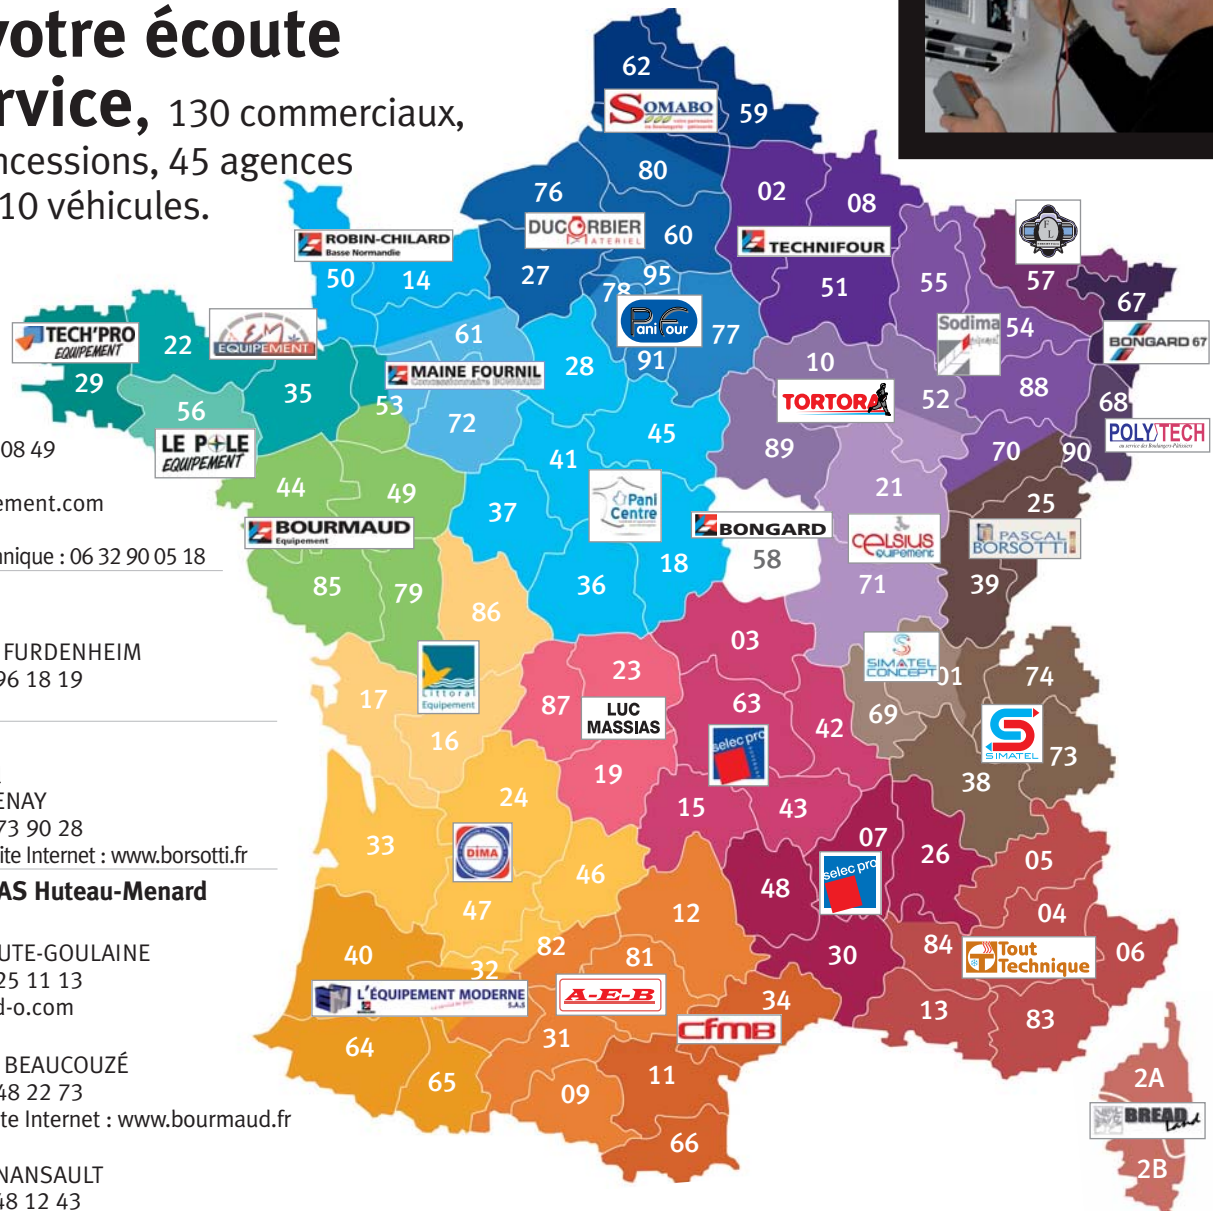 votre écoute
rvice, 130 commerciaux,
ncessions, 45 agences
10 véhicules.
62
SOMABO
59
80
76
02
08
DUCORBIER
MATERIEL
60
TECHNIFOUR
FL
ROBIN-CHILARD
Basse Normandie
50
14
27
95
78
51
55
57
67
PaniFour
77
91
Sodima
54
BONGARD 67
TECH'PRO
EQUIPEMENT
22
EM
EQUIPEMENT
61
28
10
29
35
MAINE FOURNIL
Concessionnaire BONGARD
53
TORTORA
52
88
68
56
72
45
POLYTECH
LE POLE
EQUIPEMENT
41
89
70
90
08 49
44
49
37
Pani
Centre
21
25
ement.com
BOURMAUD
Equipement
BONGARD
CELSIUS
EQUIPEMENT
PASCAL
BORSOTTI
nique : 06 32 90 05 18
18
58
85
79
36
71
39
86
03
FURDENHEIM
96 18 19
Littoral
Equipement
23
SIMATEL
CONCEPT
01
74
17
87
LUC
MASSIAS
63
42
69
16
selec pro
SIMATEL
73
19
38
ENAY
73 90 28
ite Internet : www.borsotti.fr
24
15
43
33
DIMA
07
26
05
46
48
selec pro
AS Huteau-Menard
47
12
04
UTE-GOULAINE
25 11 13
d-o.com
40
82
81
30
84
Tout
Technique
06
32
L'ÉQUIPEMENT MODERNE
S.A.S
A-E-B
34
13
83
CfmB
31
64
BEAUCOUZÉ
48 22 73
te Internet : www.bourmaud.fr
65
09
11
2A
BREAD
Land
66
2B
NANSAULT
48 12 43